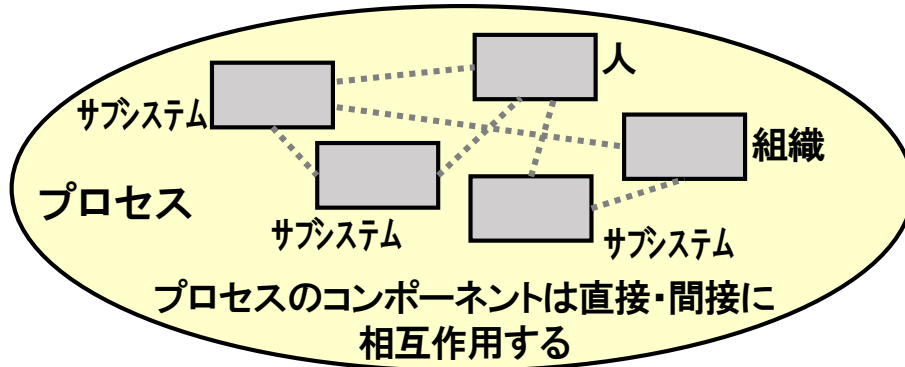 人
サブシステム
組織
プロセス
サブシステム
サブシステム
プロセスのコンポーネントは直接・間接に
相互作用する